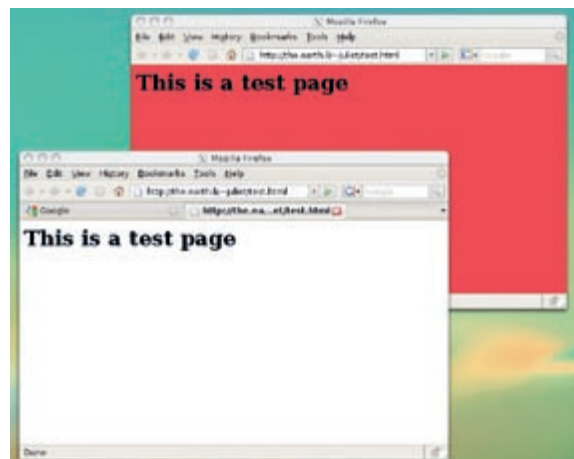 Mozilla Firefox
File Edit View History Bookmarks Tools Help
This is a test page
Mozilla Firefox
File Edit View History Bookmarks Tools Help
Google
This is a test page
Done